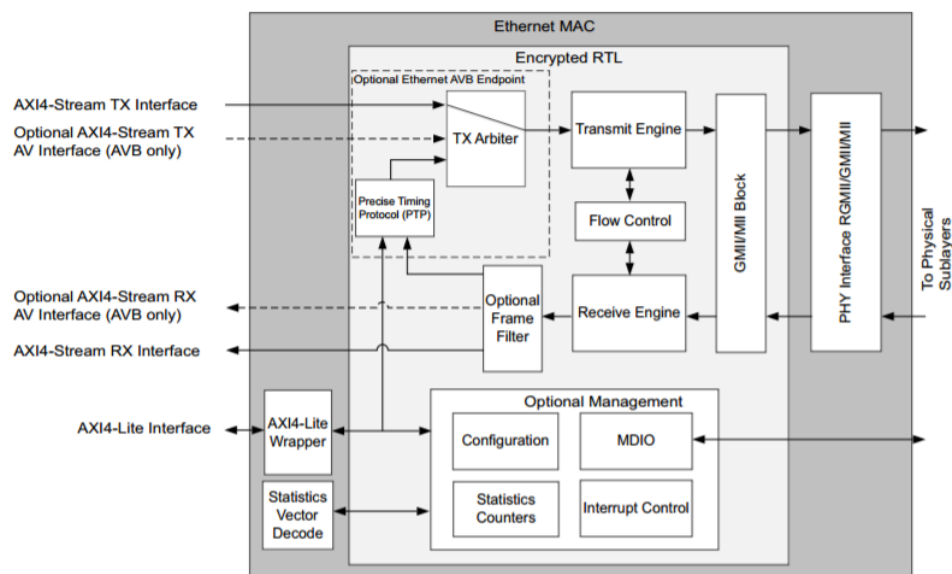 Ethernet MAC
Encrypted RTL
Optional Ethernet AVB Endpoint
AXI4-Stream TX Interface
Optional AXI4-Stream TX
AV Interface (AVB only)
TX Arbiter
Transmit Engine
Precise Timing
Protocol (PTP)
Flow Control
GMII/MII Block
PHY Interface RGMII/GMII/MII
To Physical
Sublayers
Optional AXI4-Stream RX
AV Interface (AVB only)
Optional
Frame
Filter
Receive Engine
AXI4-Stream RX Interface
Optional Management
AXI4-Lite Interface
AXI4-Lite
Wrapper
Configuration
MDIO
Statistics
Vector
Decode
Statistics
Counters
Interrupt Control